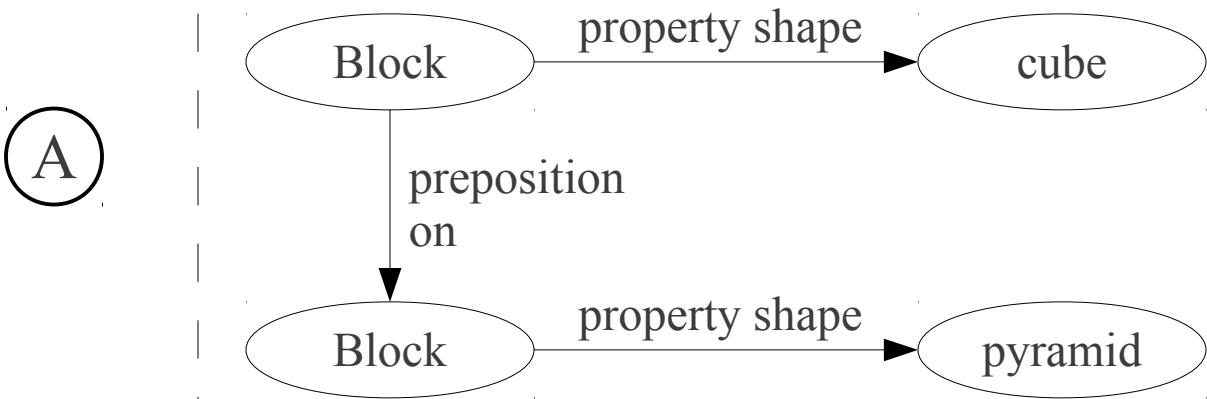 property shape
Block
cube
A
preposition
on
property shape
Block
pyramid